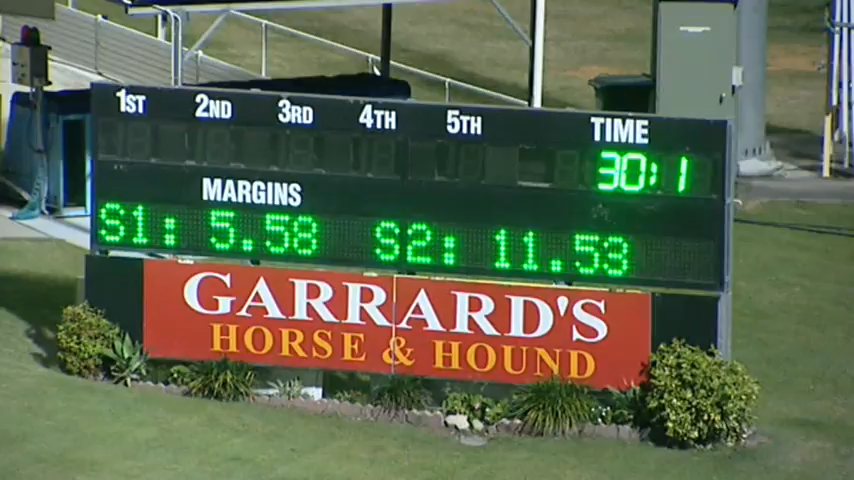 1ST 2ND 3RD 4TH 5TH TIME
30:1
MARGINS
S1: 5.58 S2: 11.53
GARRARD'S
HORSE & HOUND